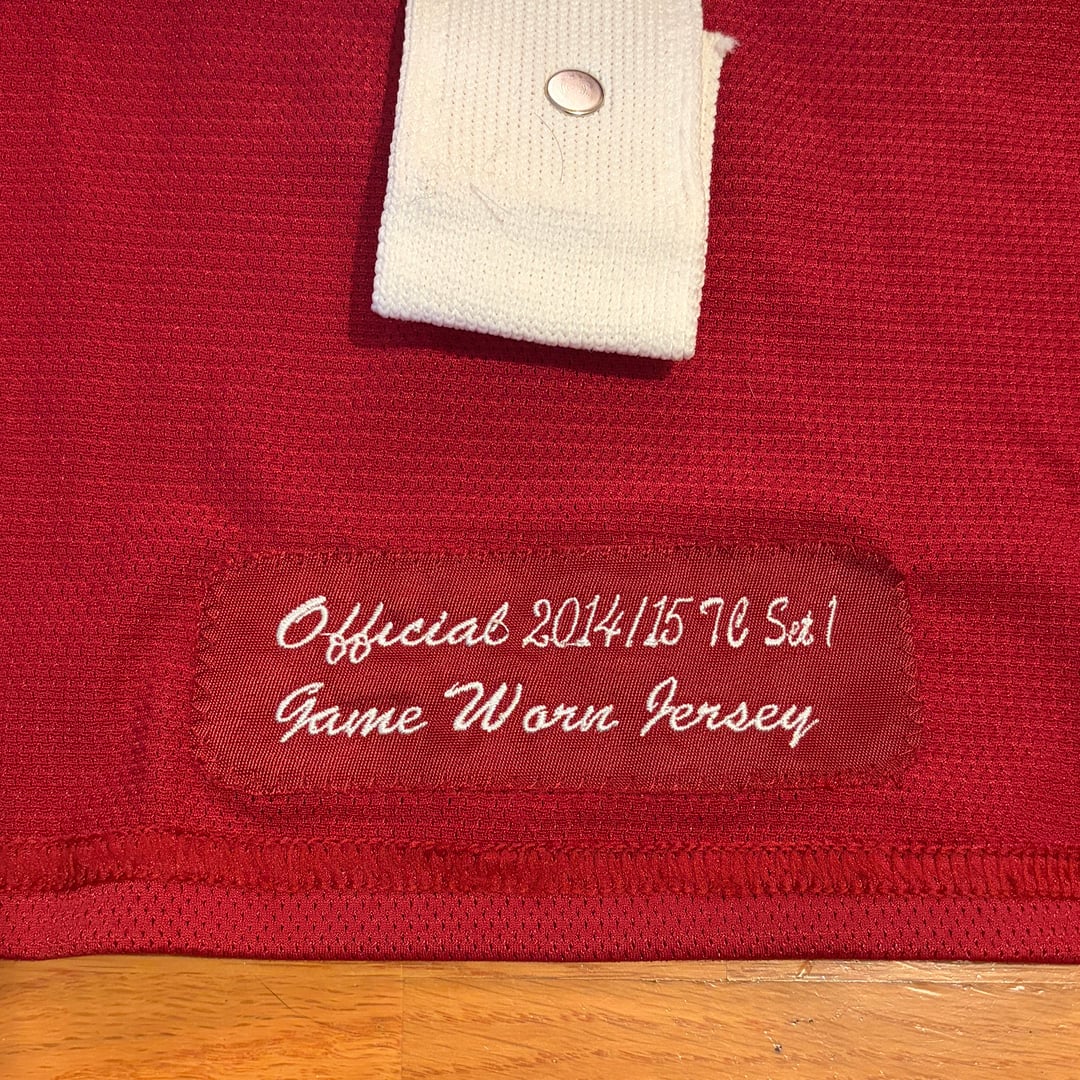 Official 2014/15 TC Set 1
Game Worn Jersey